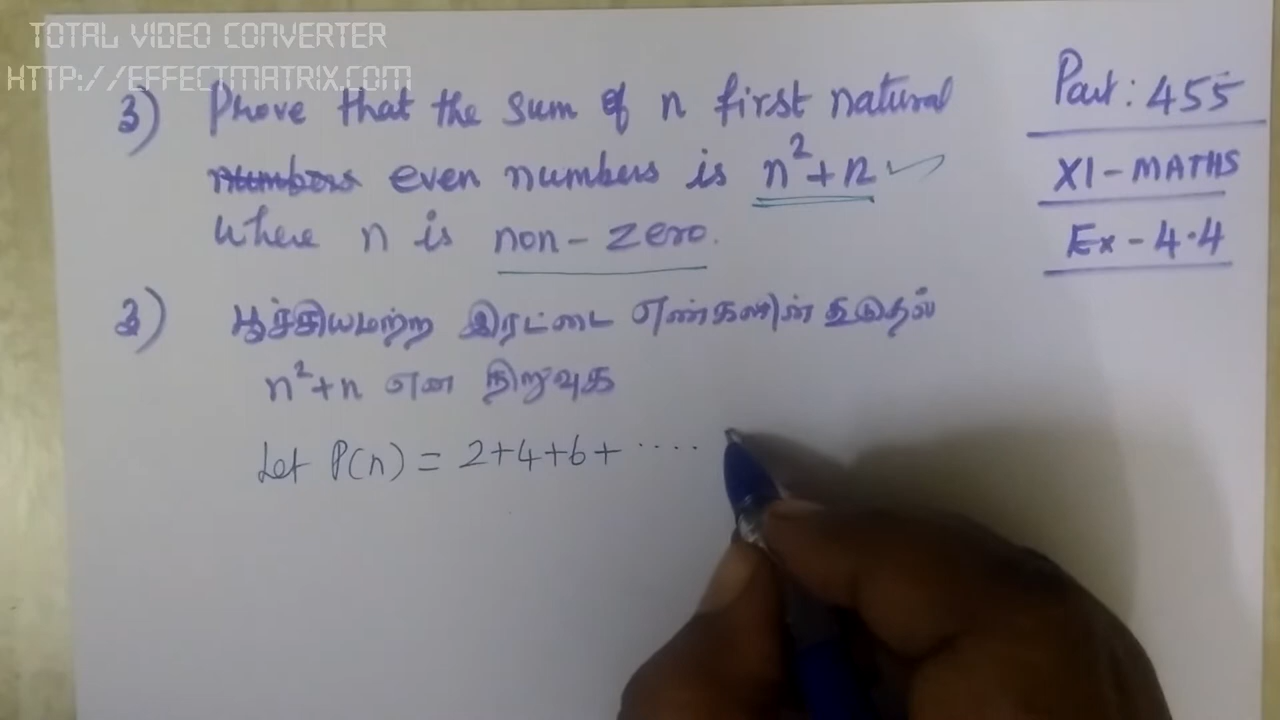 TOTAL VIDEO CONVERTER
HTTP://EFFECTMATRIX.COM
3) Prove that the sum of n first natural
numbers even numbers is n²+n ✓
where n is non-zero.
3) பூச்சியமற்ற இரட்டை எண்களின் கூடுதல்
n²+n என நிறுவுக
Let P(n) = 2+4+6+ ....
Part: 455
XI-MATHS
Ex-4.4